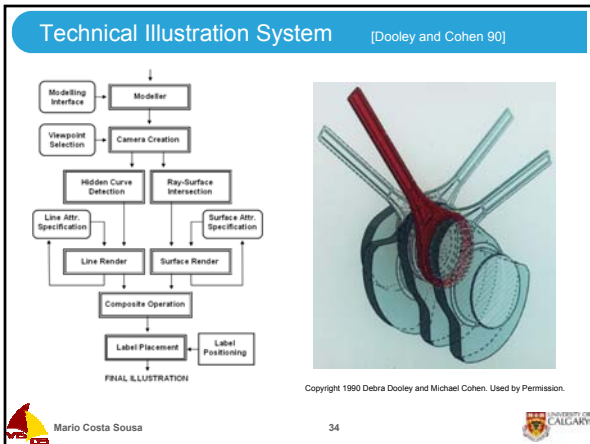 Technical Illustration System [Dooley and Cohen 90]
Modelling
Interface
Modeller
Viewpoint
Selection
Camera Creation
Hidden Curve
Detection
Ray-Surface
Intersection
Line Attr.
Specification
Surface Attr.
Specification
Line Render
Surface Render
Composite Operation
Label Placement
Label
Positioning
FINAL ILLUSTRATION
Copyright 1990 Debra Dooley and Michael Cohen. Used by Permission.
Mario Costa Sousa
34
UNIVERSITY OF
CALGARY